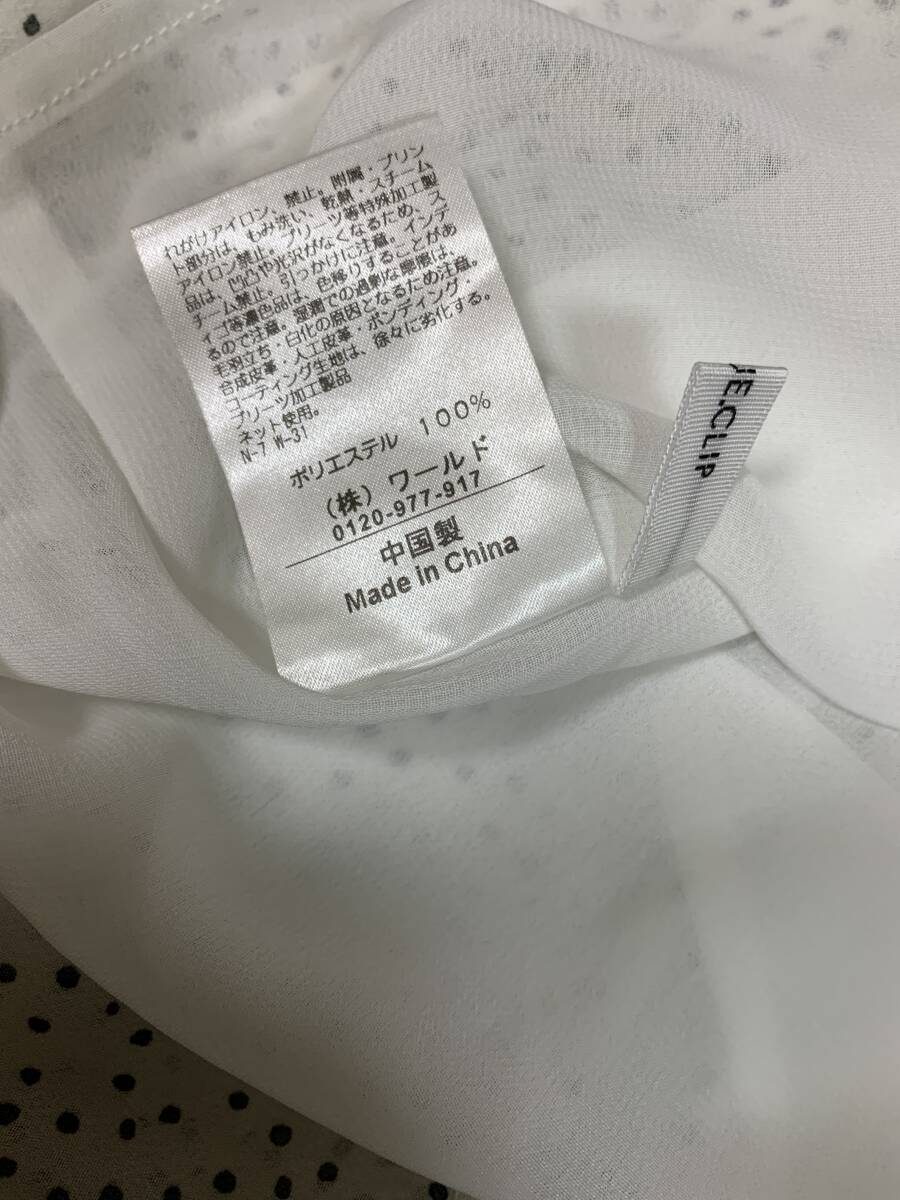 れがけアイロン、禁止。附属・プリン
ト部分は、もみ洗い、乾熱・スチーム
アイロン禁止。プリーツ等特殊加工製
品は、凹凸や光沢がなくなるため、ス
チーム禁止。引っかけに注意。インデ
ィゴ等濃色品は、色移りすることがあ
るので注意。湿潤での過剰な摩擦は、
毛羽立ち・白化の原因となるため注意。
合成皮革・人工皮革・ボンディング・
コーティング生地は、徐々に劣化する。
プリーツ加工製品
ネット使用。
N-7 W-31
ポリエステル 100%
(株) ワールド
0120-977-917
中国製
Made in China
E.CLIP